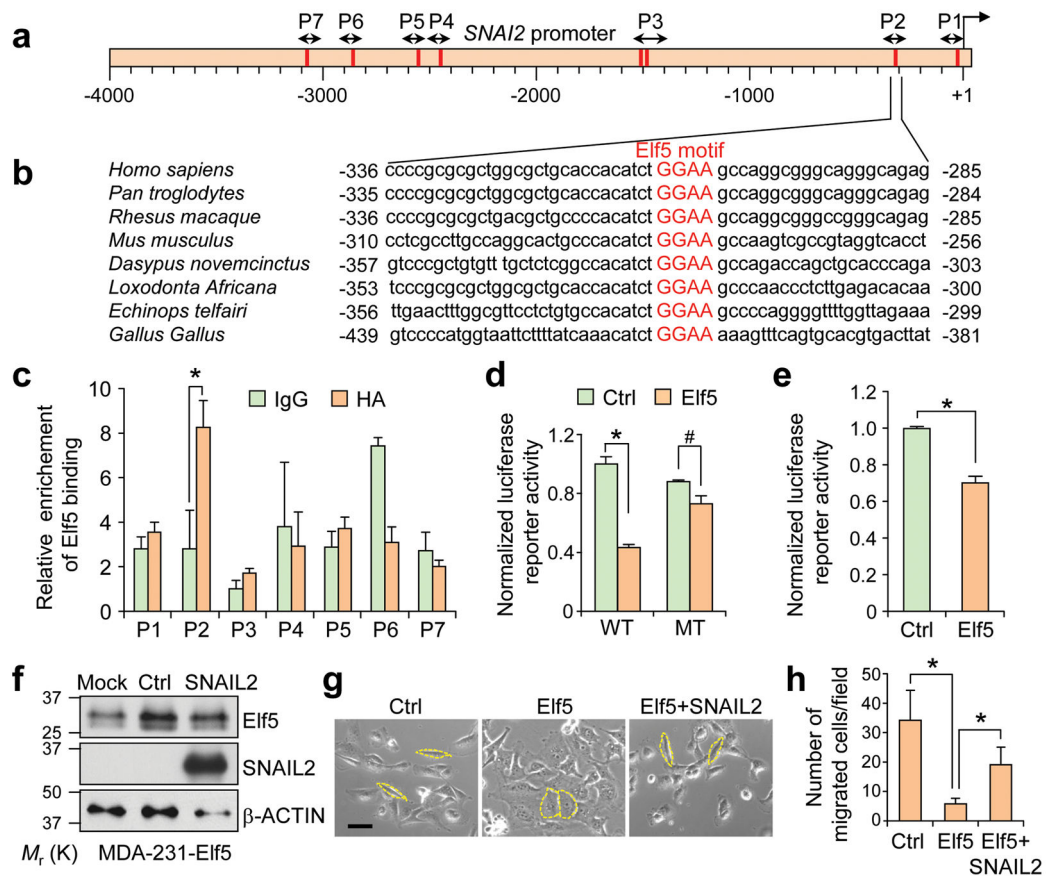 a
P7 P6 P5 P4 SNAI2 promoter P3 P2 P1
-4000 -3000 -2000 -1000 +1
b
Elf5 motif
Homo sapiens -336 ccccgcgcgctggcgctgcaccacatct GGAA gccaggcgggcagggcagag -285
Pan troglodytes -335 ccccgcgcgctggcgctgcaccacatct GGAA gccaggcgggcagggcagag -284
Rhesus macaque -336 ccccgcgcgctgacgctgccccacatct GGAA gccaggcgggccgggcagag -285
Mus musculus -310 cctcgccttgccaggcactgcccacatct GGAA gccaagtcgccgtaggtcacct -256
Dasypus novemcinctus -357 gtcccgctgtgtt tgctctcggccacatct GGAA gccagaccagctgcacccaga -303
Loxodonta Africana -353 tcccgcgcgctggcgctgcgccacatct GGAA gcccaaccctcttgagacacaa -300
Echinops telfairi -356 ttgaactttggcgttcctctgtgccacatct GGAA gccccaggggttttggttagaaa -299
Gallus Gallus -439 gtccccatggtaattcttttatcaaacatct GGAA aaagtttcagtgcacgtgacttat -381
c
Relative enrichement
of Elf5 binding
10
8
6
4
2
0
IgG HA
*
P1 P2 P3 P4 P5 P6 P7
d
Ctrl Elf5
Normalized luciferase
reporter activity
1.2
0.8
0.4
0
* #
WT MT
e
Normalized luciferase
reporter activity
1.2
1.0
0.8
0.6
0.4
0.2
0
*
Ctrl Elf5
f
Mock Ctrl SNAIL2
37
25
Elf5
37
SNAIL2
50
37
β-ACTIN
Mr (K) MDA-231-Elf5
g
Ctrl Elf5 Elf5+SNAIL2
h
Number of
migrated cells/field
50
40
30
20
10
0
* *
Ctrl Elf5 Elf5+
SNAIL2